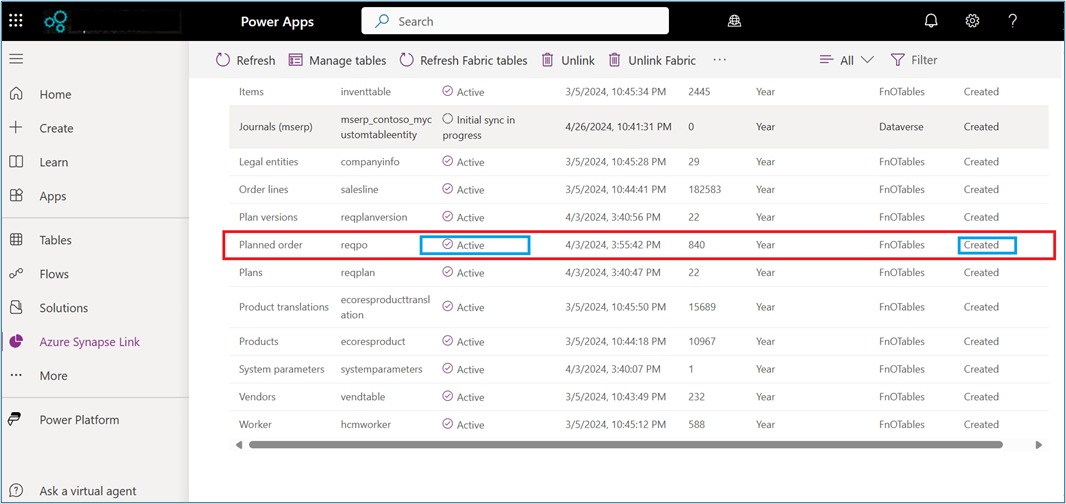 Power Apps
Search
?
Refresh
Manage tables
Refresh Fabric tables
Unlink
Unlink Fabric
...
All
Filter
Home
Create
Learn
Apps
Tables
Flows
Solutions
Azure Synapse Link
More
Power Platform
Ask a virtual agent
Items inventtable Active 3/5/2024, 10:45:34 PM 2445 Year FnOTables Created
Journals (mserp) mserp_contoso_myc Initial sync in 4/26/2024, 10:41:31 PM 0 Year Dataverse Created
ustomtableentity progress
Legal entities companyinfo Active 3/5/2024, 10:45:28 PM 29 Year FnOTables Created
Order lines salesline Active 3/5/2024, 10:44:41 PM 182583 Year FnOTables Created
Plan versions reqplanversion Active 4/3/2024, 3:40:56 PM 22 Year FnOTables Created
Planned order reqpo Active 4/3/2024, 3:55:42 PM 840 Year FnOTables Created
Plans reqplan Active 4/3/2024, 3:40:47 PM 22 Year FnOTables Created
Product translations ecoresproducttransl Active 3/5/2024, 10:45:50 PM 15689 Year FnOTables Created
ation
Products ecoresproduct Active 3/5/2024, 10:44:18 PM 10967 Year FnOTables Created
System parameters systemparameters Active 4/3/2024, 3:40:07 PM 1 Year FnOTables Created
Vendors vendtable Active 3/5/2024, 10:43:49 PM 232 Year FnOTables Created
Worker hcmworker Active 3/5/2024, 10:45:12 PM 588 Year FnOTables Created